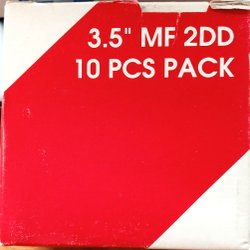 3.5" MF 2DD
10 PCS PACK